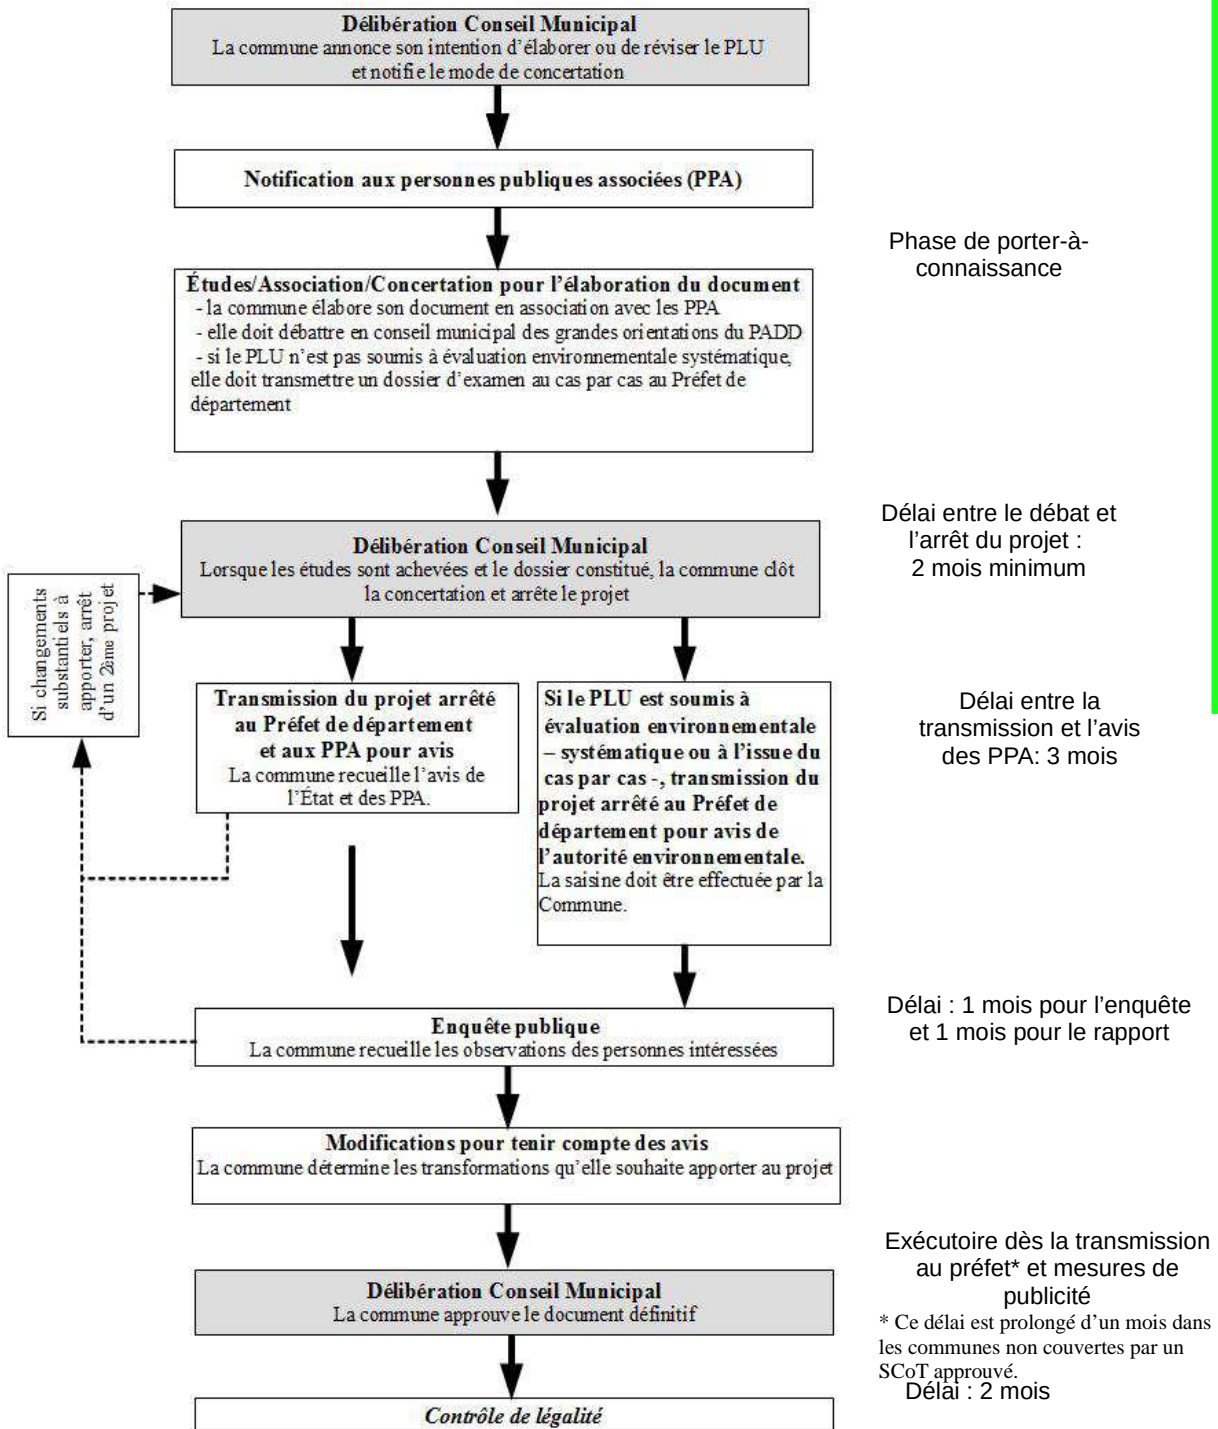 Délibération Conseil Municipal
La commune annonce son intention d'élaborer ou de réviser le PLU
et notifie le mode de concertation
Notification aux personnes publiques associées (PPA)
Phase de porter-à-
connaissance
Études/Association/Concertation pour l'élaboration du document
- la commune élabore son document en association avec les PPA
- elle doit débattre en conseil municipal des grandes orientations du PADD
- si le PLU n'est pas soumis à évaluation environnementale systématique,
elle doit transmettre un dossier d'examen au cas par cas au Préfet de
département
Délai entre le débat et
l'arrêt du projet :
2 mois minimum
Délibération Conseil Municipal
Lorsque les études sont achevées et le dossier constitué, la commune clôt
la concertation et arrête le projet
Si changements
substantiels à
apporter, arrêt
d'un 2ème projet
Transmission du projet arrêté
au Préfet de département
et aux PPA pour avis
La commune recueille l'avis de
l'État et des PPA.
Si le PLU est soumis à
évaluation environnementale
– systématique ou à l'issue du
cas par cas -, transmission du
projet arrêté au Préfet de
département pour avis de
l'autorité environnementale.
La saisine doit être effectuée par la
Commune.
Délai entre la
transmission et l'avis
des PPA: 3 mois
Enquête publique
La commune recueille les observations des personnes intéressées
Délai : 1 mois pour l'enquête
et 1 mois pour le rapport
Modifications pour tenir compte des avis
La commune détermine les transformations qu'elle souhaite apporter au projet
Délibération Conseil Municipal
La commune approuve le document définitif
Exécutoire dès la transmission
au préfet* et mesures de
publicité
* Ce délai est prolongé d'un mois dans
les communes non couvertes par un
SCoT approuvé.
Délai : 2 mois
Contrôle de légalité